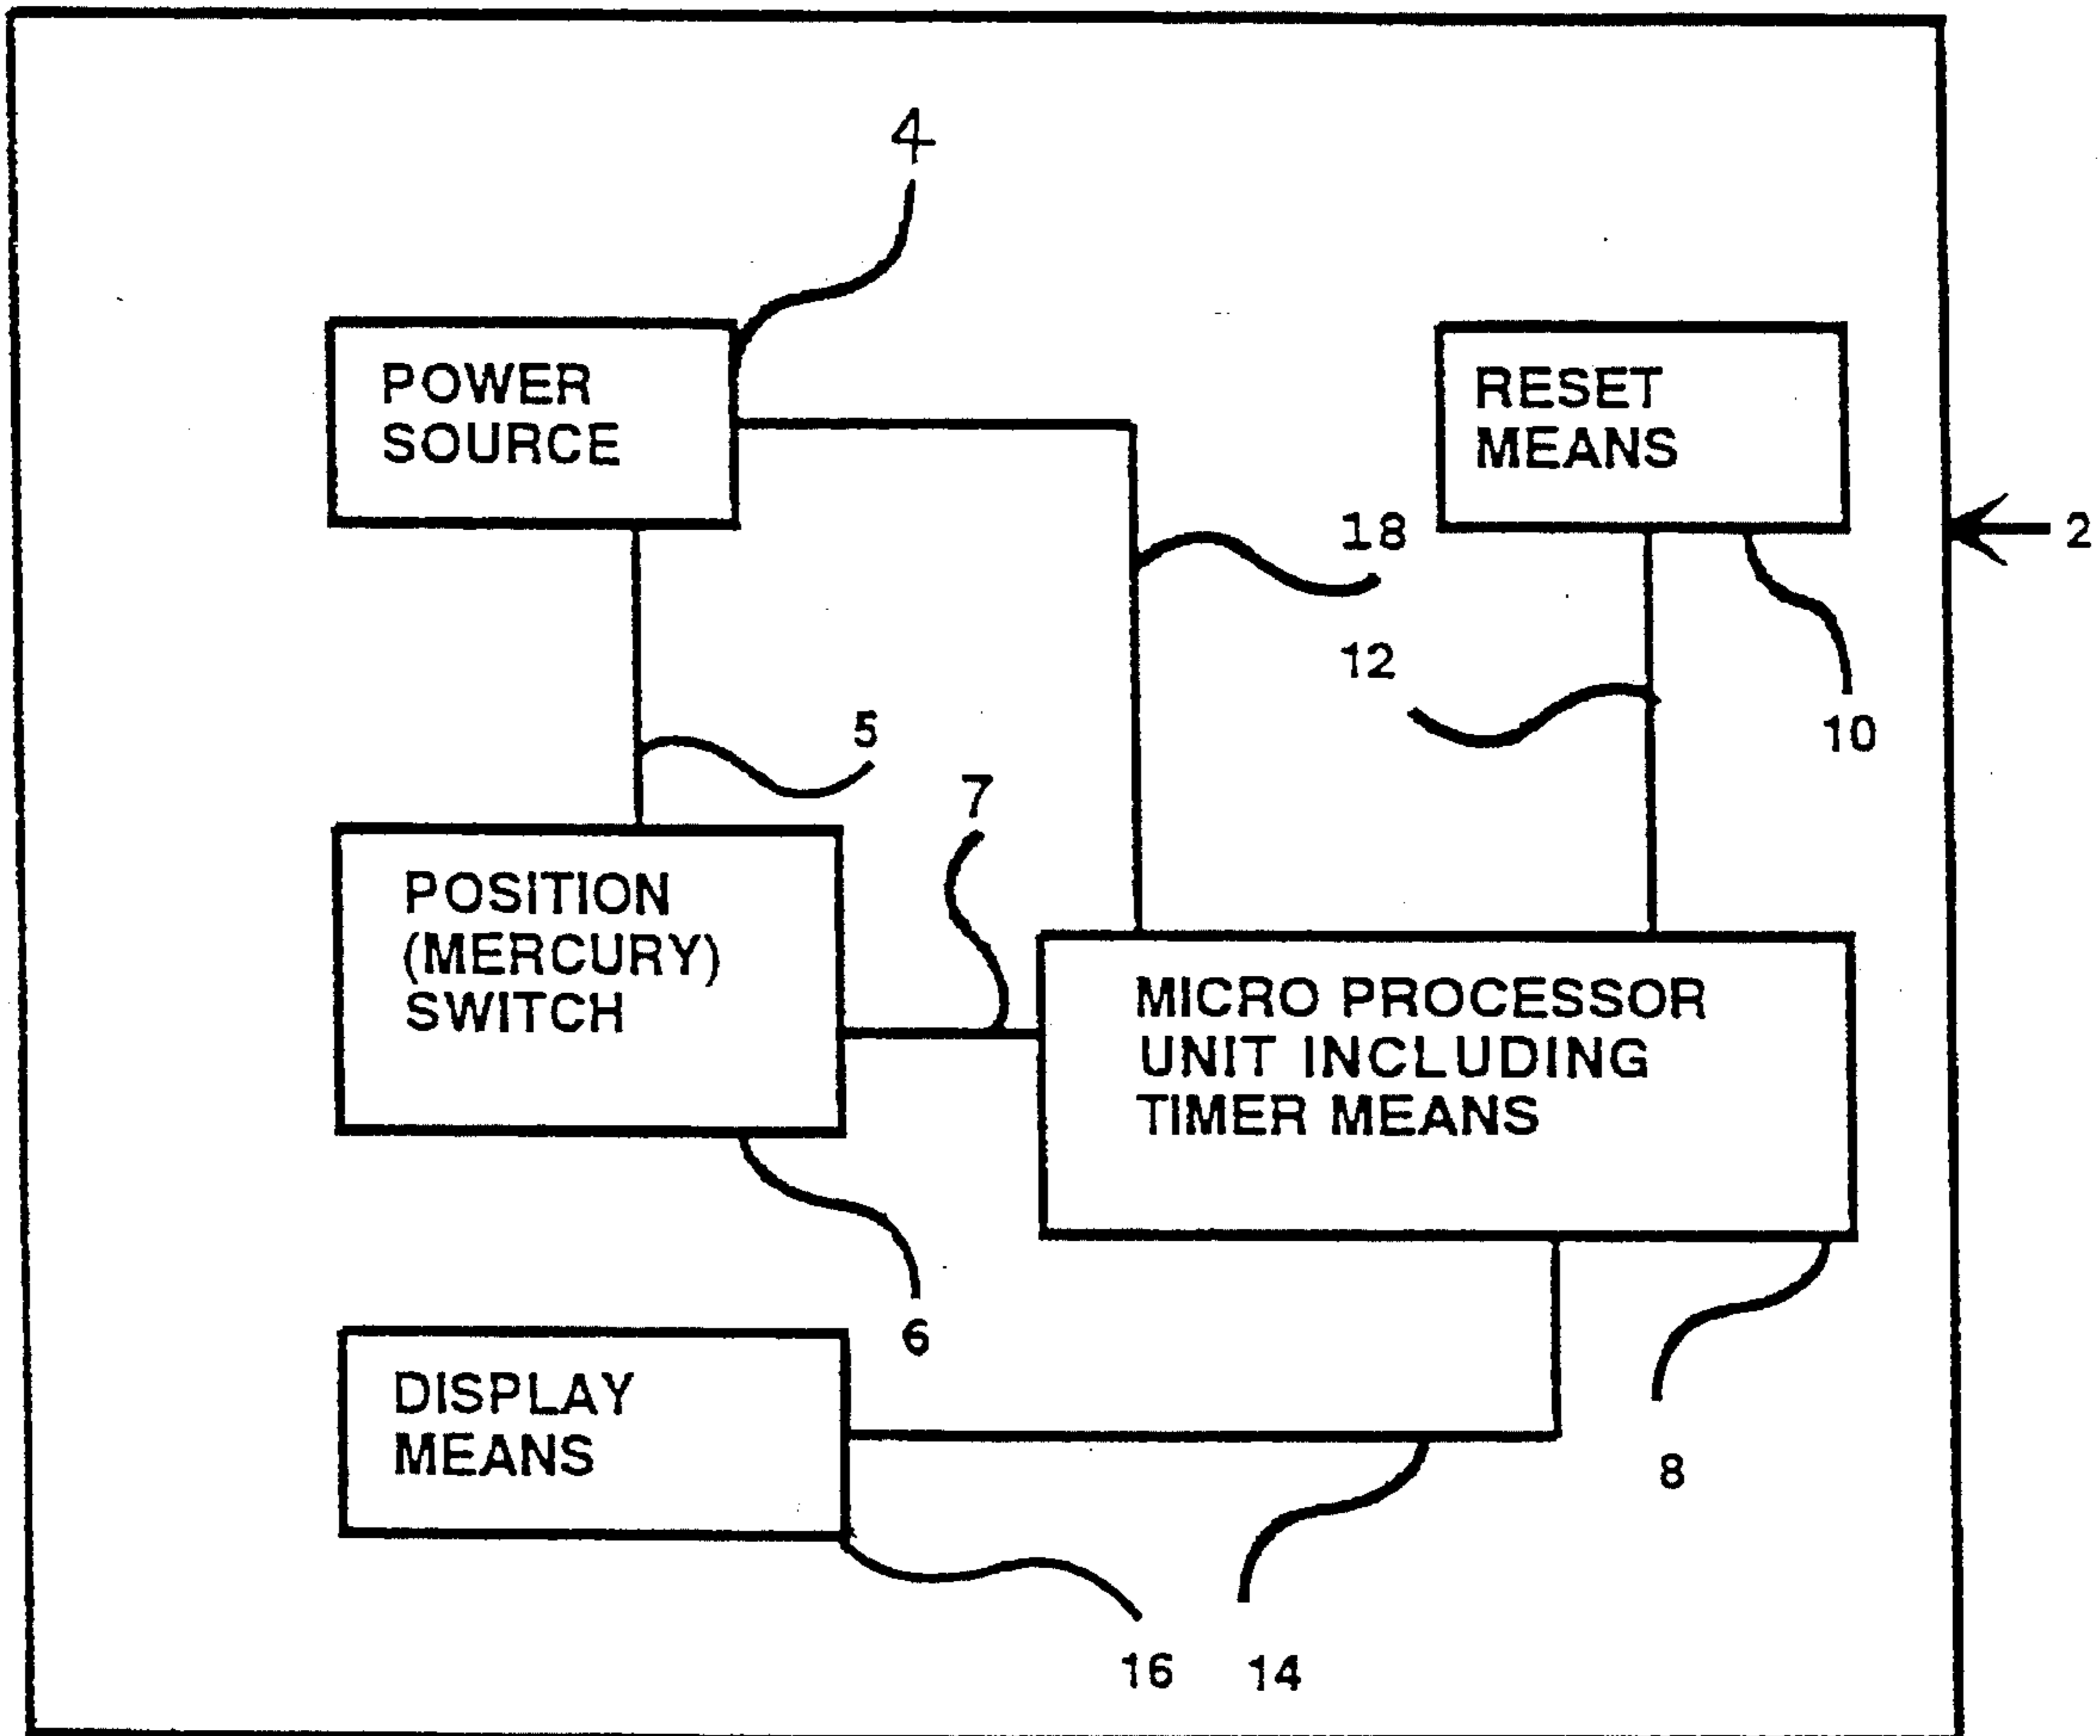 4
POWER
SOURCE
RESET
MEANS
18
2
12
10
5
7
POSITION
(MERCURY)
SWITCH
MICRO PROCESSOR
UNIT INCLUDING
TIMER MEANS
6
DISPLAY
MEANS
8
16
14